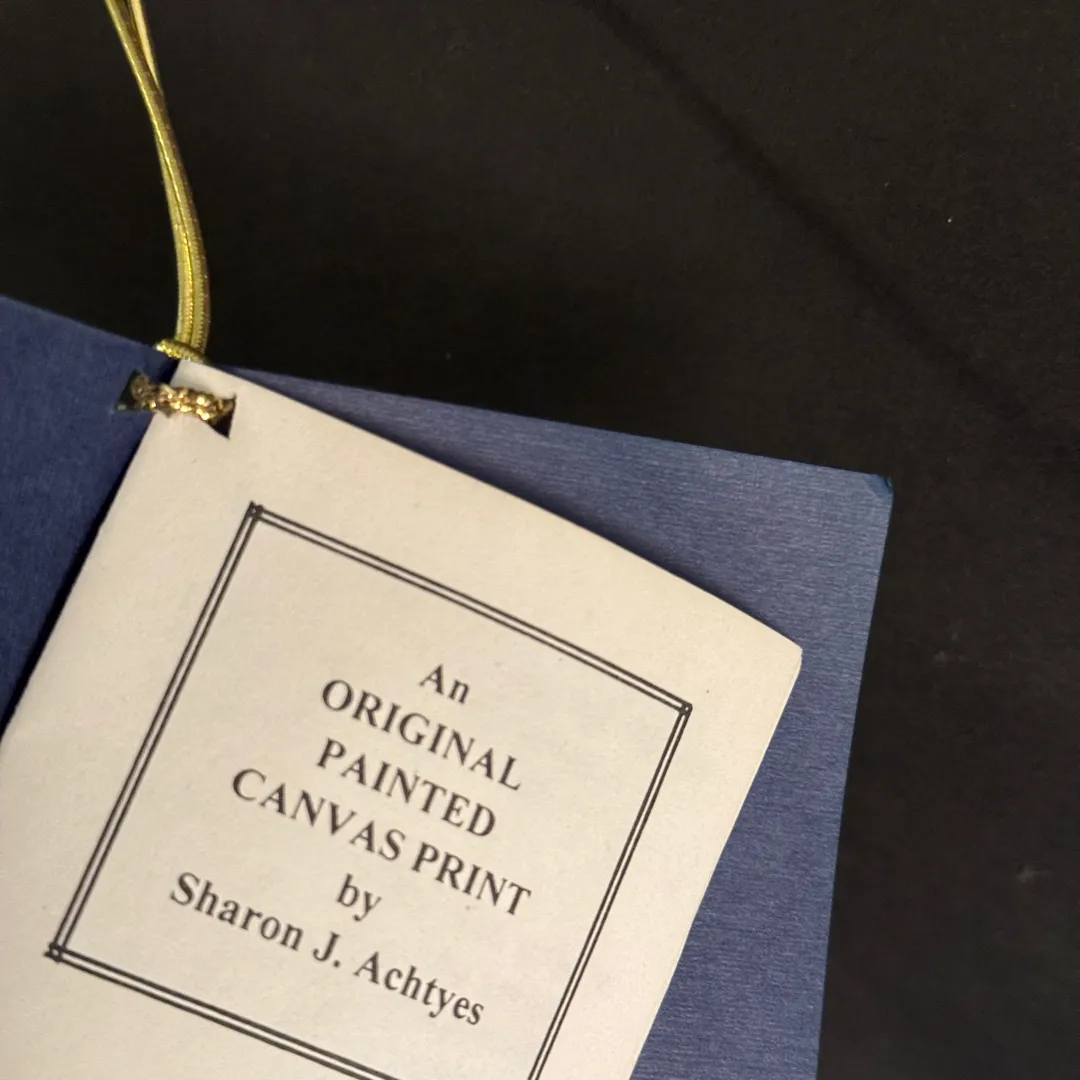 An
ORIGINAL
PAINTED
CANVAS PRINT
by
Sharon J. Achtyes